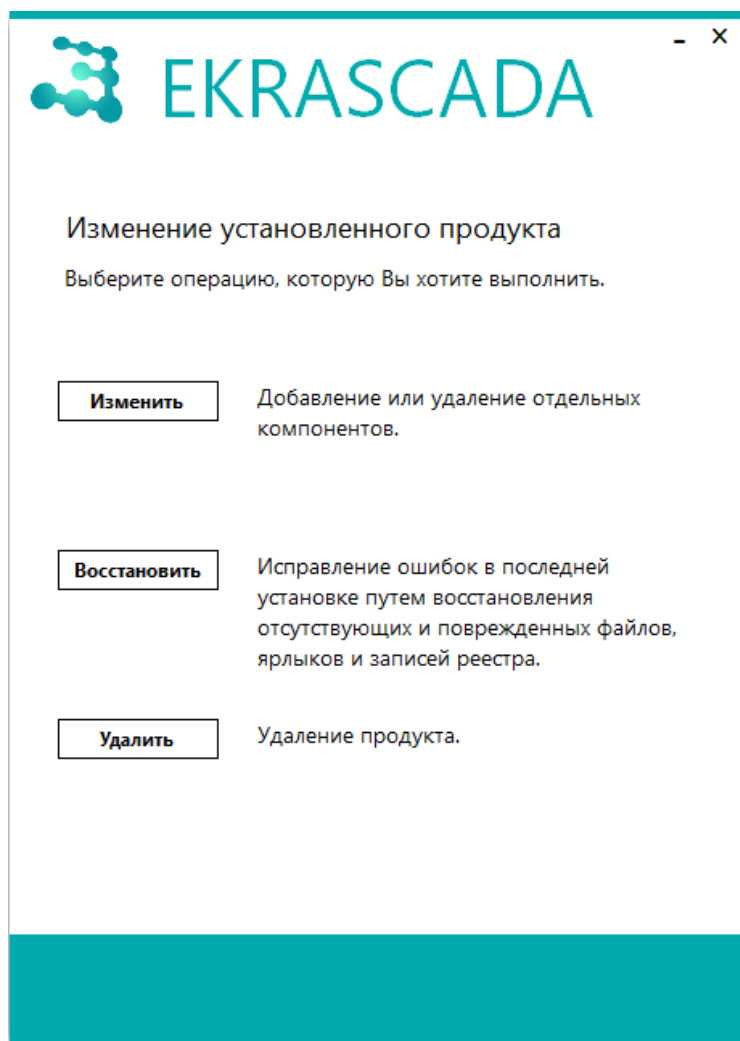 EKRASCADA
Изменение установленного продукта
Выберите операцию, которую Вы хотите выполнить.
Изменить
Добавление или удаление отдельных
компонентов.
Восстановить
Исправление ошибок в последней
установке путем восстановления
отсутствующих и поврежденных файлов,
ярлыков и записей реестра.
Удалить
Удаление продукта.